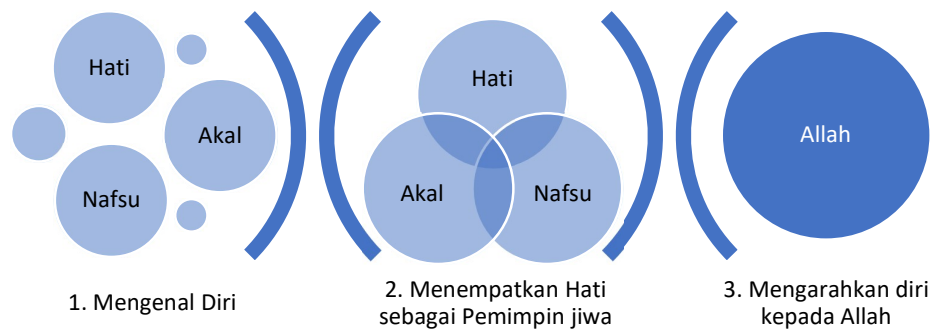 Hati
Akal
Nafsu
Hati
Akal
Nafsu
Allah
1. Mengenal Diri
2. Menempatkan Hati
sebagai Pemimpin jiwa
3. Mengarahkan diri
kepada Allah